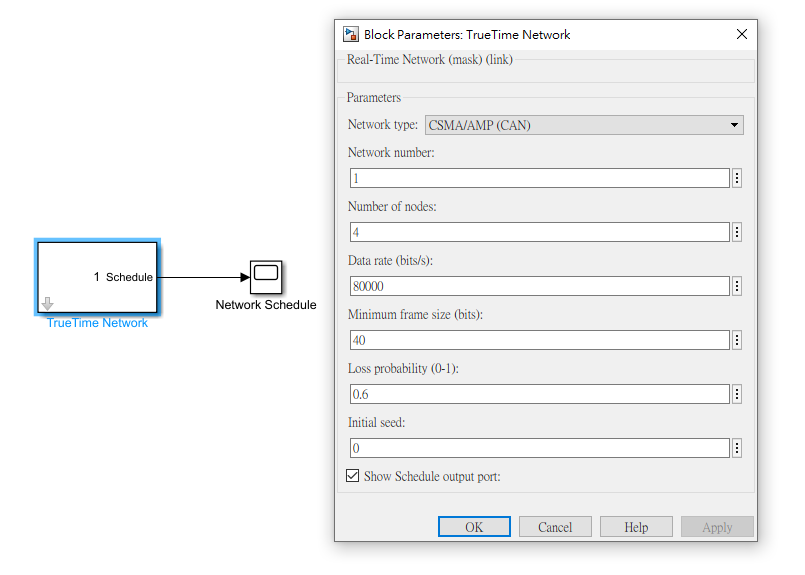 Block Parameters: TrueTime Network
Real-Time Network (mask) (link)
Parameters
Network type: CSMA/AMP (CAN)
Network number:
1
Number of nodes:
4
Data rate (bits/s):
80000
Minimum frame size (bits):
40
Loss probability (0-1):
0.6
Initial seed:
0
Show Schedule output port:
OK Cancel Help Apply
1 Schedule
TrueTime Network
Network Schedule